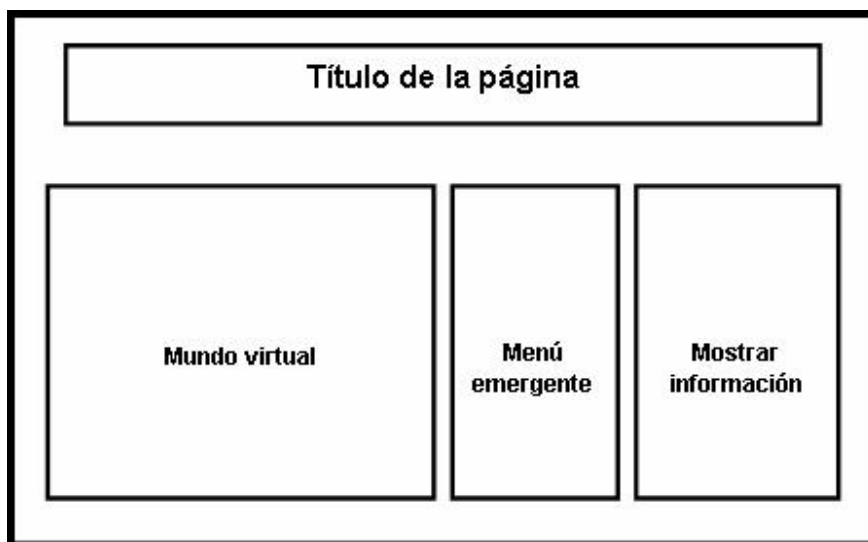 Título de la página
Mundo virtual
Menú
emergente
Mostrar
información